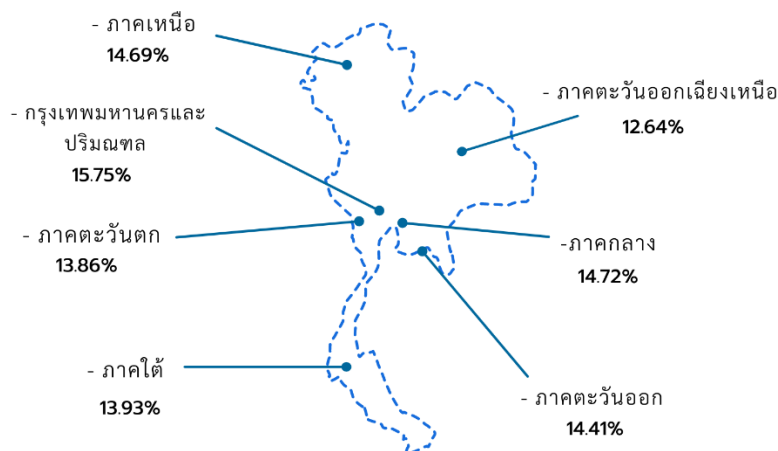 - ภาคเหนือ
14.69%
- ภาคตะวันออกเฉียงเหนือ
12.64%
- กรุงเทพมหานครและ
ปริมณฑล
15.75%
- ภาคตะวันตก
13.86%
-ภาคกลาง
14.72%
- ภาคใต้
13.93%
- ภาคตะวันออก
14.41%